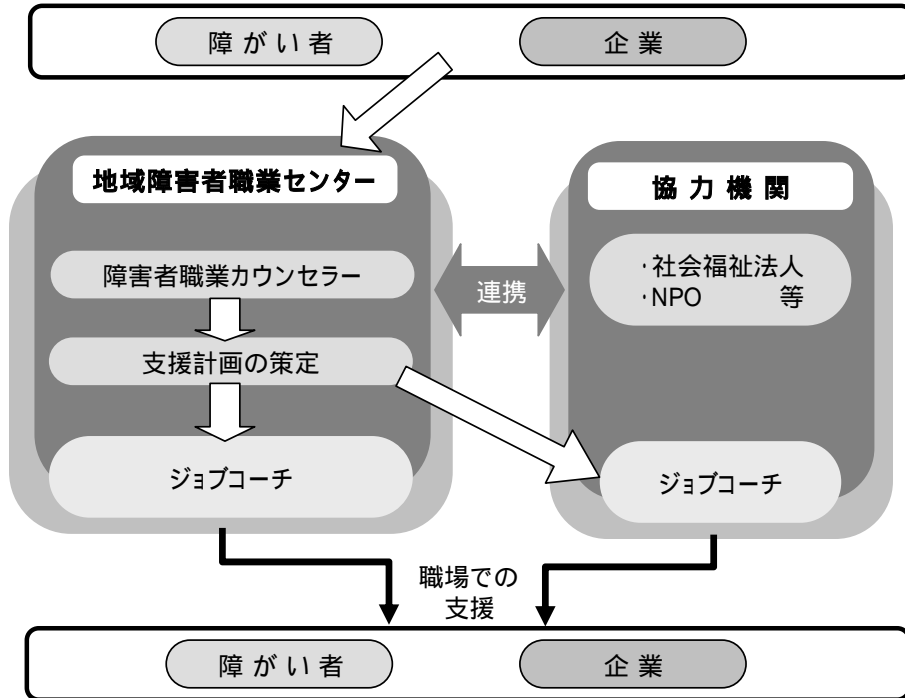 障がい者
企業
地域障害者職業センター
協力機関
障害者職業カウンセラー
連携
・社会福祉法人
・NPO 等
支援計画の策定
ジョブコーチ
ジョブコーチ
職場での
支援
障がい者
企業